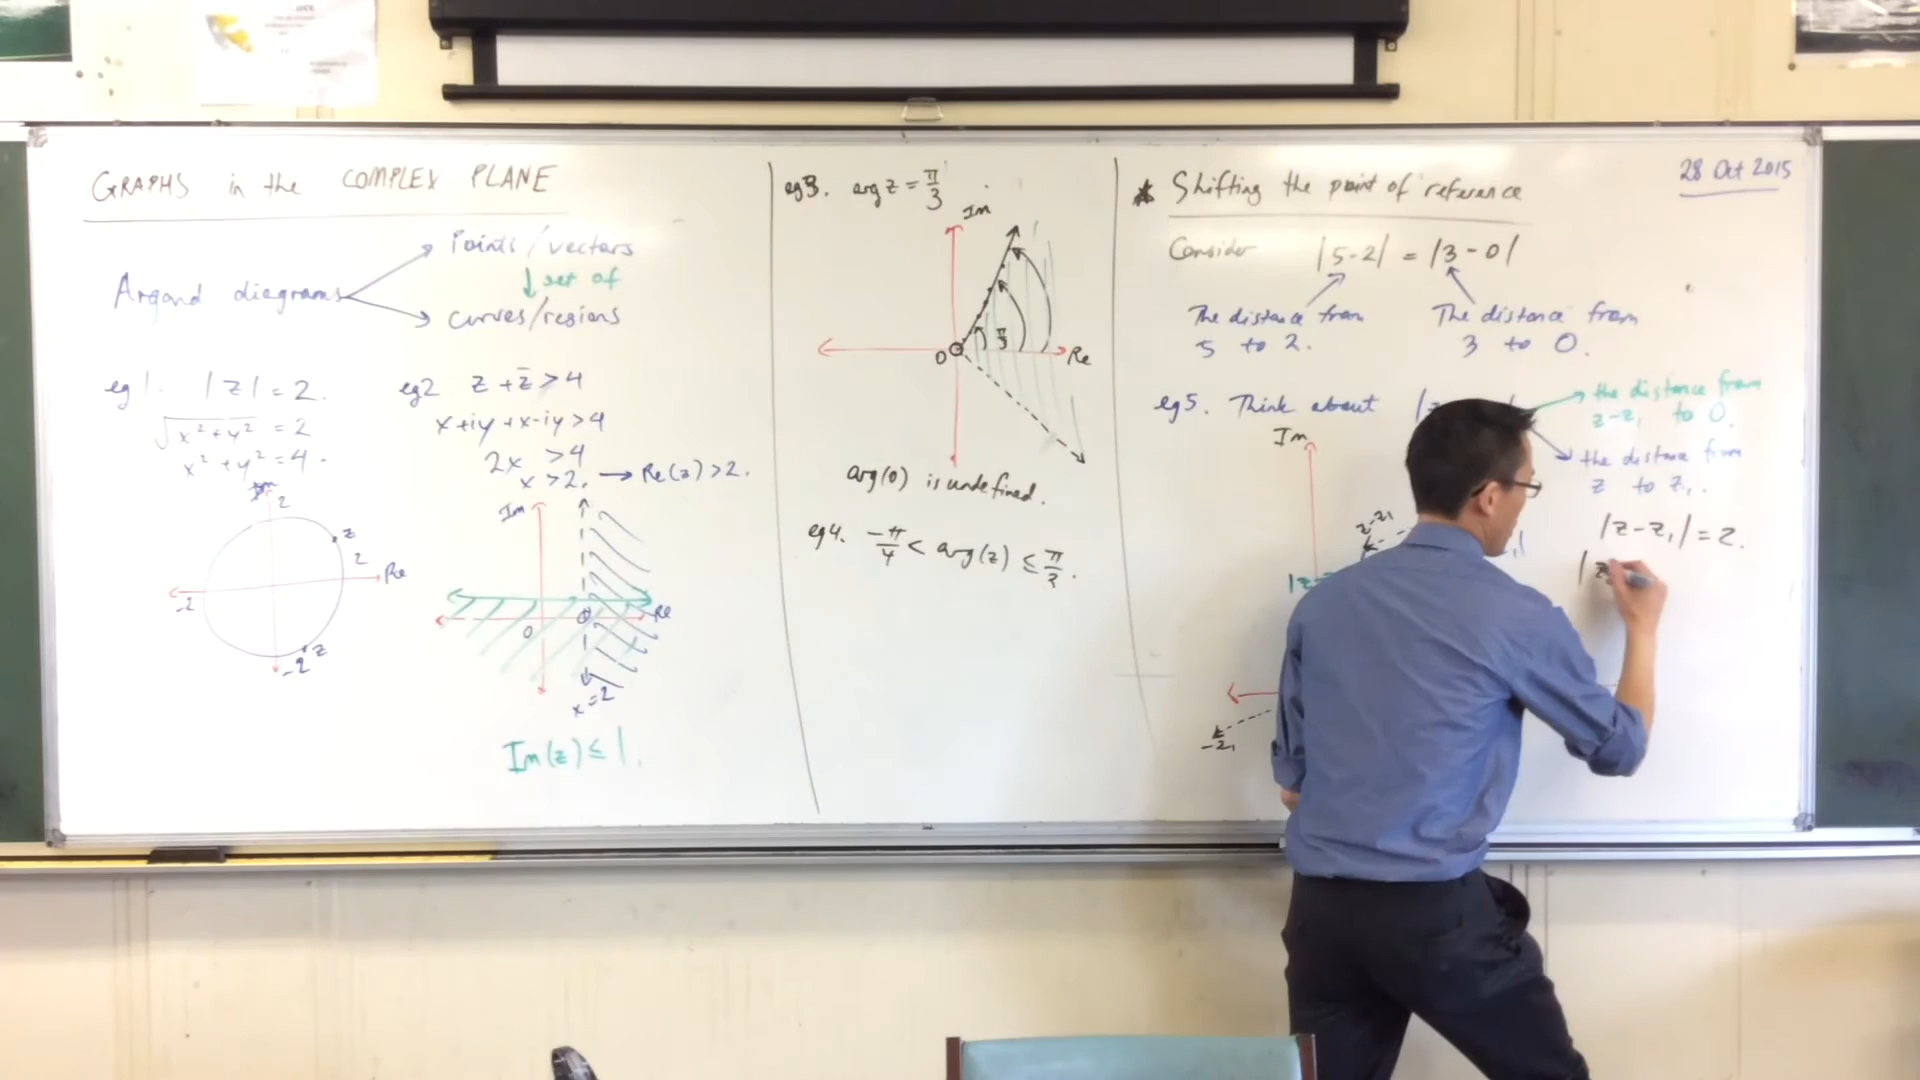 GRAPHS in the COMPLEX PLANE
Argand diagrams
Points/vectors
set of
curves/regions
eg 1. |z| = 2.
√x² + y² = 2
x² + y² = 4.
2
z
2
Re
-2
z
-2
eg2 z + z̄ > 4
x+iy + x-iy > 4
2x > 4
x > 2. → Re(z) > 2.
Im
Re
0
x = 2
Im(z) ≤ 1.
eg3. arg z = π/3
Im
π/3
0
Re
arg(0) is undefined.
eg4. -π/4 < arg(z) ≤ π/3.
28 Oct 2015
* Shifting the point of reference
Consider |5-2| = |3-0|
The distance from
5 to 2.
The distance from
3 to 0.
eg5. Think about
the distance from
z-z₁ to 0.
the distance from
z to z₁.
Im
z-z₁
|z - z₁| = 2.
-z₁